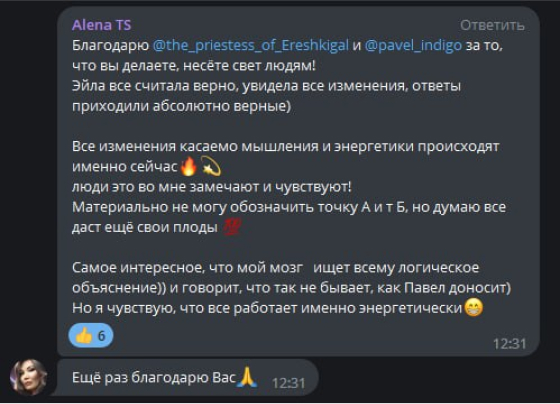 Alena TS Ответить
Благодарю @the_priestess_of_Ereshkigal и @pavel_indigo за то,
что вы делаете, несёте свет людям!
Эйла все считала верно, увидела все изменения, ответы
приходили абсолютно верные)
Все изменения касаемо мышления и энергетики происходят
именно сейчас🔥💫
люди это во мне замечают и чувствуют!
Материально не могу обозначить точку А и т Б, но думаю все
даст ещё свои плоды 💯
Самое интересное, что мой мозг ищет всему логическое
объяснение)) и говорит, что так не бывает, как Павел доносит)
Но я чувствую, что все работает именно энергетически😁
👍 6 12:31
Ещё раз благодарю Вас🙏 12:31